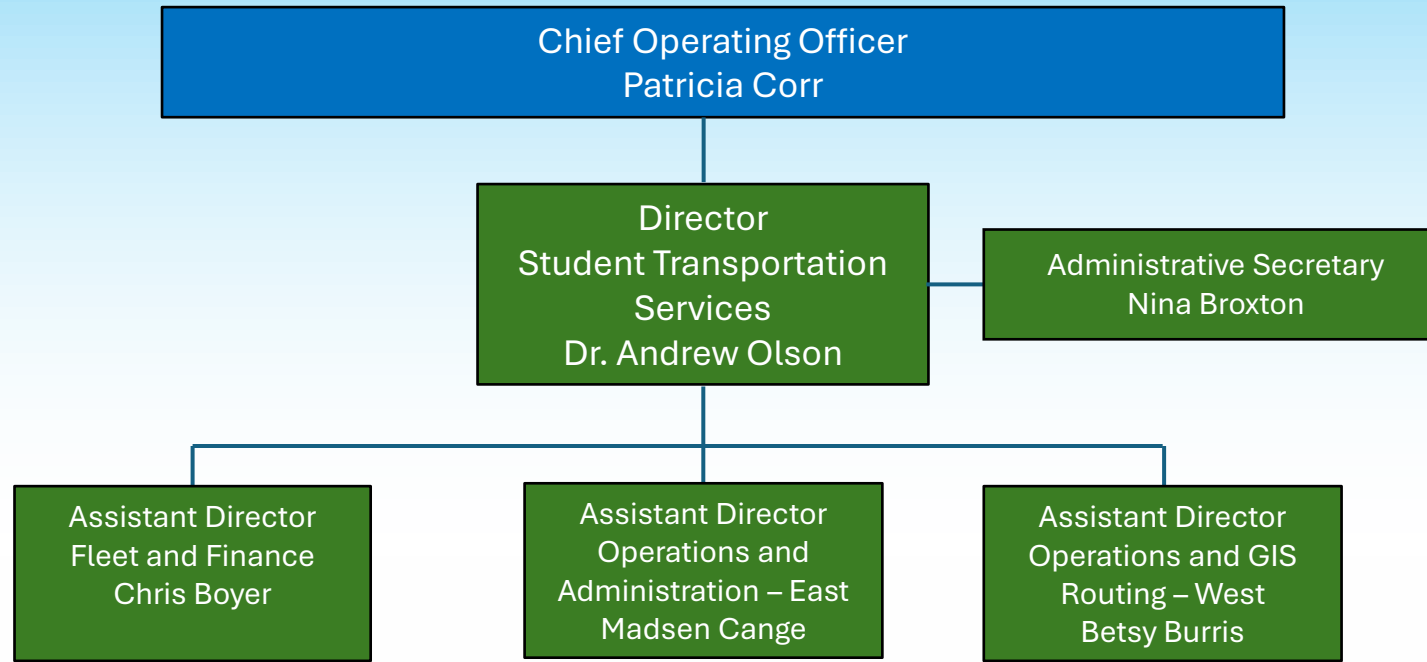 Chief Operating Officer
Patricia Corr
Director
Student Transportation
Services
Dr. Andrew Olson
Administrative Secretary
Nina Broxton
Assistant Director
Fleet and Finance
Chris Boyer
Assistant Director
Operations and
Administration – East
Madsen Cange
Assistant Director
Operations and GIS
Routing – West
Betsy Burris